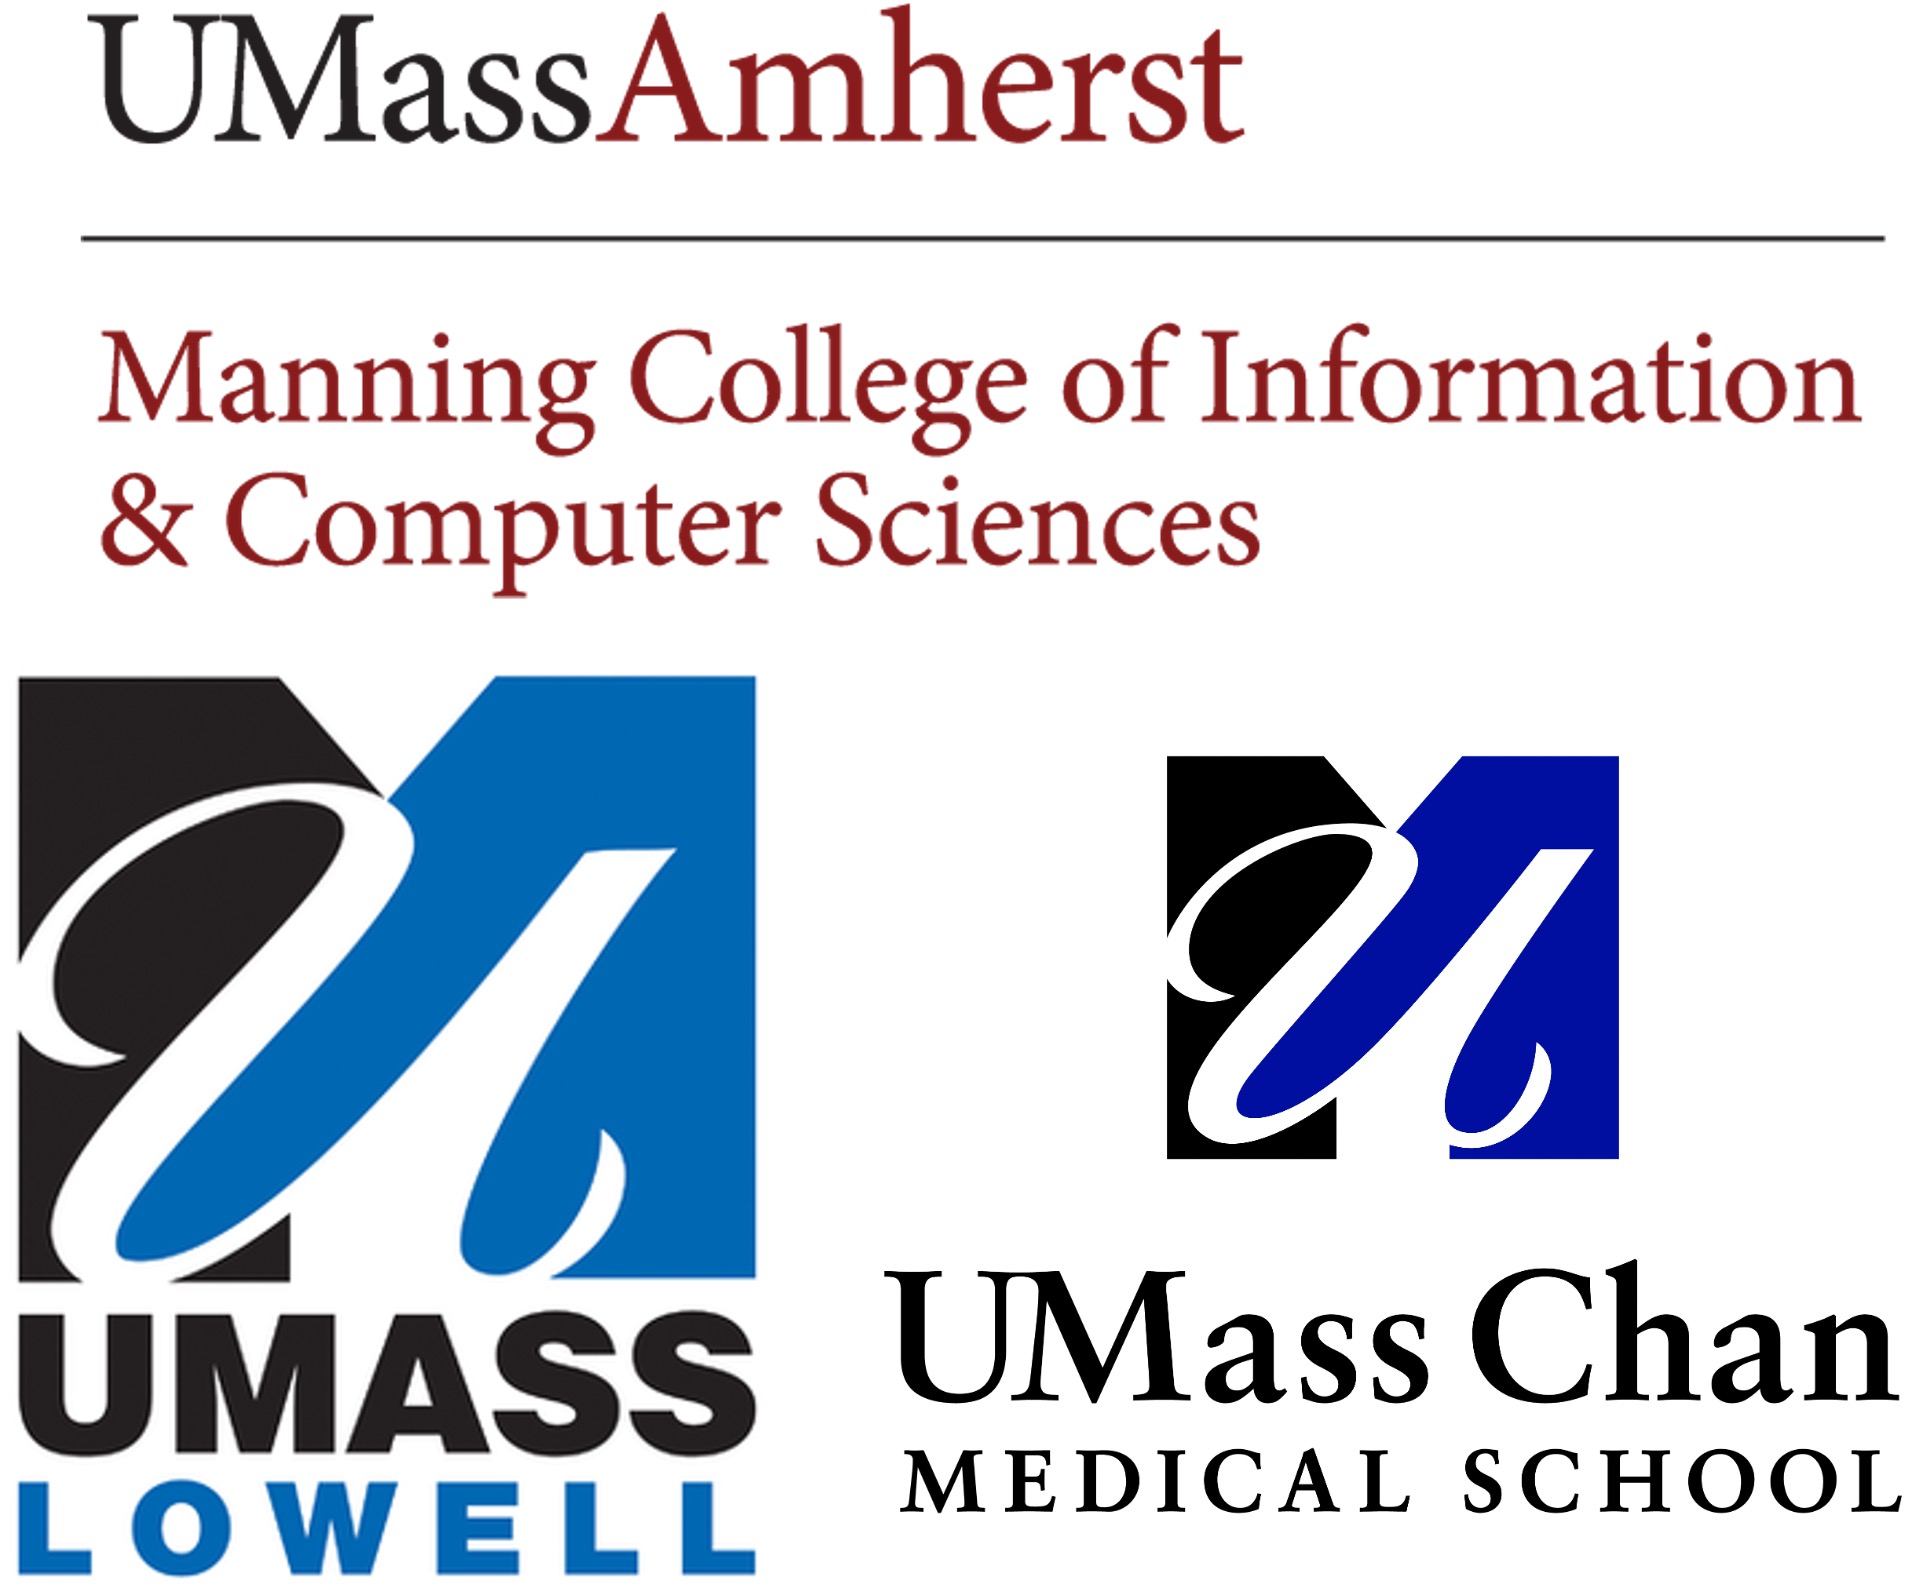 UMassAmherst
Manning College of Information
& Computer Sciences
UMASS
LOWELL
UMass Chan
MEDICAL SCHOOL